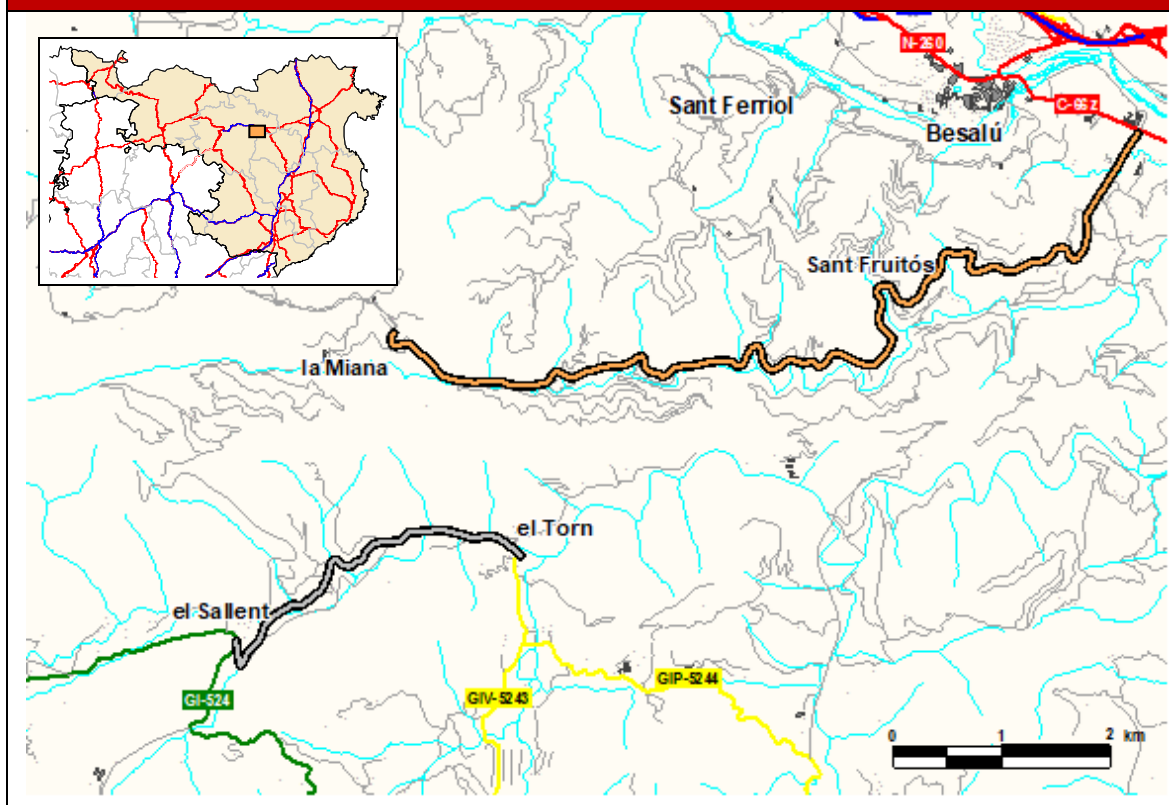 N-260
Sant Ferriol
C-66z
Besalú
Sant Fruitós
la Miana
el Torn
el Sallent
GI-524
GIV-5243
GIP-5244
0 1 2 km